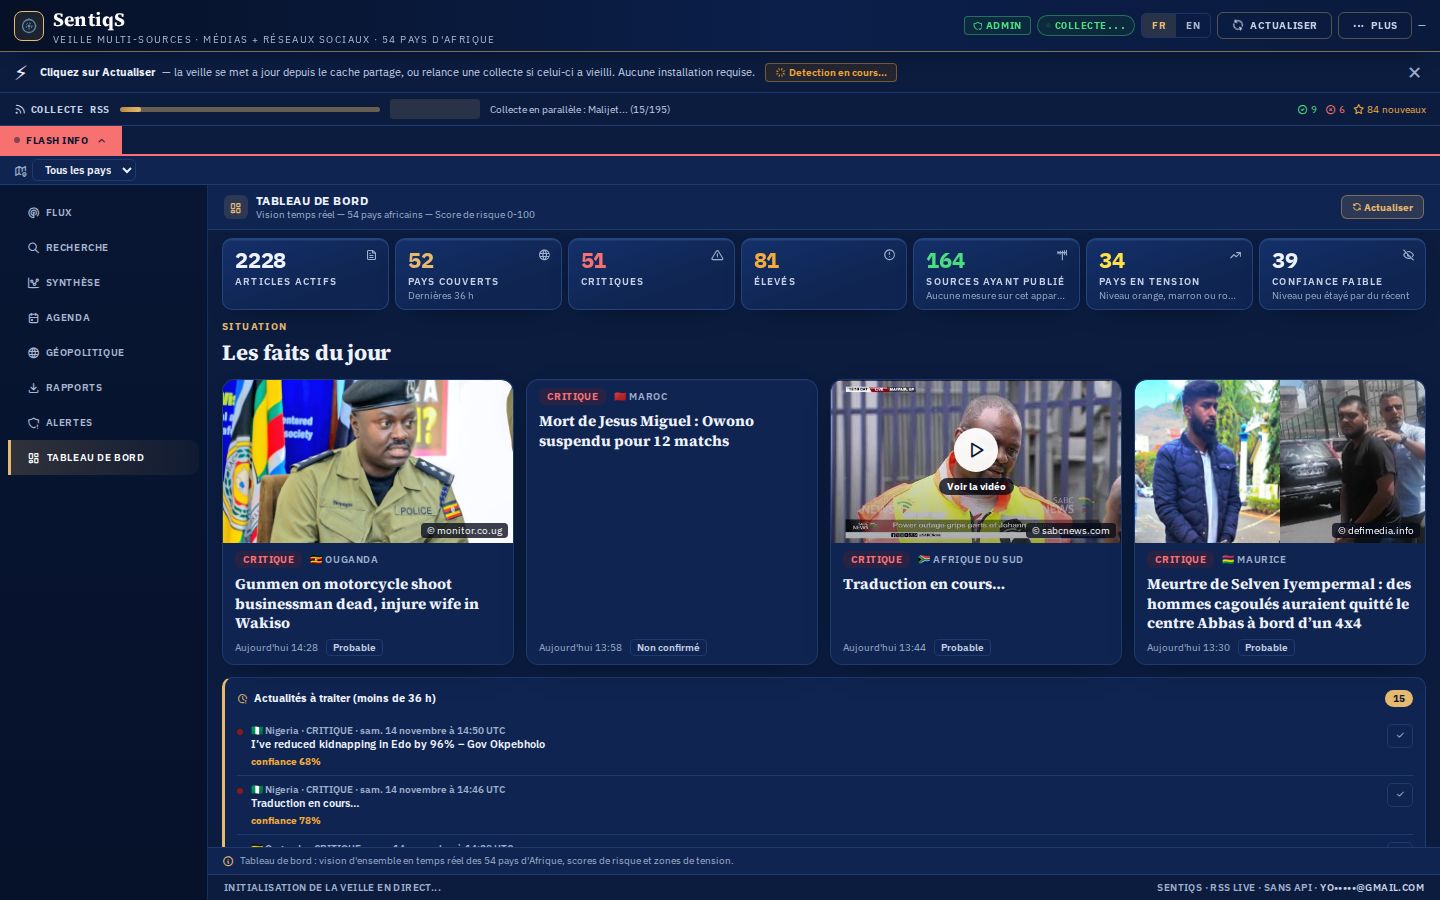 SentiqS
VEILLE MULTI-SOURCES · MÉDIAS + RÉSEAUX SOCIAUX · 54 PAYS D'AFRIQUE
ADMIN
COLLECTE...
FR
EN
ACTUALISER
··· PLUS
—
Cliquez sur Actualiser — la veille se met a jour depuis le cache partage, ou relance une collecte si celui-ci a vieilli. Aucune installation requise.
Detection en cours...
COLLECTE RSS
Collecte en parallèle : Malijet... (15/195)
9
6
84 nouveaux
FLASH INFO
Tous les pays
FLUX
RECHERCHE
SYNTHÈSE
AGENDA
GÉOPOLITIQUE
RAPPORTS
ALERTES
TABLEAU DE BORD
TABLEAU DE BORD
Vision temps réel — 54 pays africains — Score de risque 0-100
Actualiser
2228
ARTICLES ACTIFS
52
PAYS COUVERTS
Dernières 36 h
51
CRITIQUES
81
ÉLEVÉS
164
SOURCES AYANT PUBLIÉ
Aucune mesure sur cet appar...
34
PAYS EN TENSION
Niveau orange, marron ou ro...
39
CONFIANCE FAIBLE
Niveau peu étayé par du récent
SITUATION
Les faits du jour
POLICE
© monitor.co.ug
CRITIQUE
OUGANDA
Gunmen on motorcycle shoot
businessman dead, injure wife in
Wakiso
Aujourd'hui 14:28
Probable
CRITIQUE
MAROC
Mort de Jesus Miguel : Owono
suspendu pour 12 matchs
Aujourd'hui 13:58
Non confirmé
Voir la vidéo
SABC
NEWS
Power outage grips parts of Johann
© sabcnews.com
CRITIQUE
AFRIQUE DU SUD
Traduction en cours...
Aujourd'hui 13:44
Probable
© defimedia.info
CRITIQUE
MAURICE
Meurtre de Selven Iyempermal : des
hommes cagoulés auraient quitté le
centre Abbas à bord d'un 4x4
Aujourd'hui 13:30
Probable
Actualités à traiter (moins de 36 h)
15
Nigeria · CRITIQUE · sam. 14 novembre à 14:50 UTC
I've reduced kidnapping in Edo by 96% – Gov Okpebholo
confiance 68%
Nigeria · CRITIQUE · sam. 14 novembre à 14:46 UTC
Traduction en cours...
confiance 78%
Tableau de bord : vision d'ensemble en temps réel des 54 pays d'Afrique, scores de risque et zones de tension.
INITIALISATION DE LA VEILLE EN DIRECT...
SENTIQS · RSS LIVE · SANS API · YO•••••@GMAIL.COM